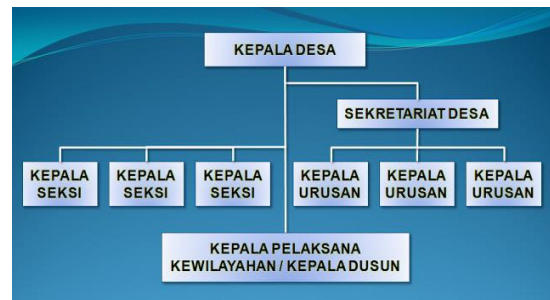 KEPALA DESA
SEKRETARIAT DESA
KEPALA
SEKSI
KEPALA
SEKSI
KEPALA
SEKSI
KEPALA
URUSAN
KEPALA
URUSAN
KEPALA
URUSAN
KEPALA PELAKSANA
KEWILAYAHAN / KEPALA DUSUN